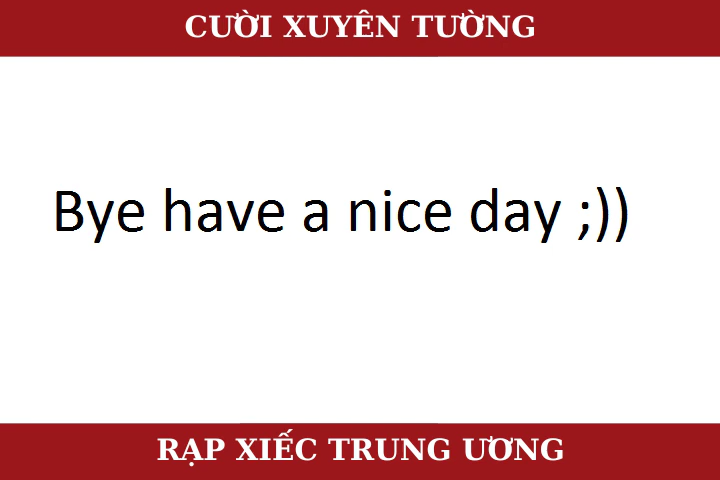 CƯỜI XUYÊN TƯỜNG
Bye have a nice day ;))
RẠP XIẾC TRUNG ƯƠNG